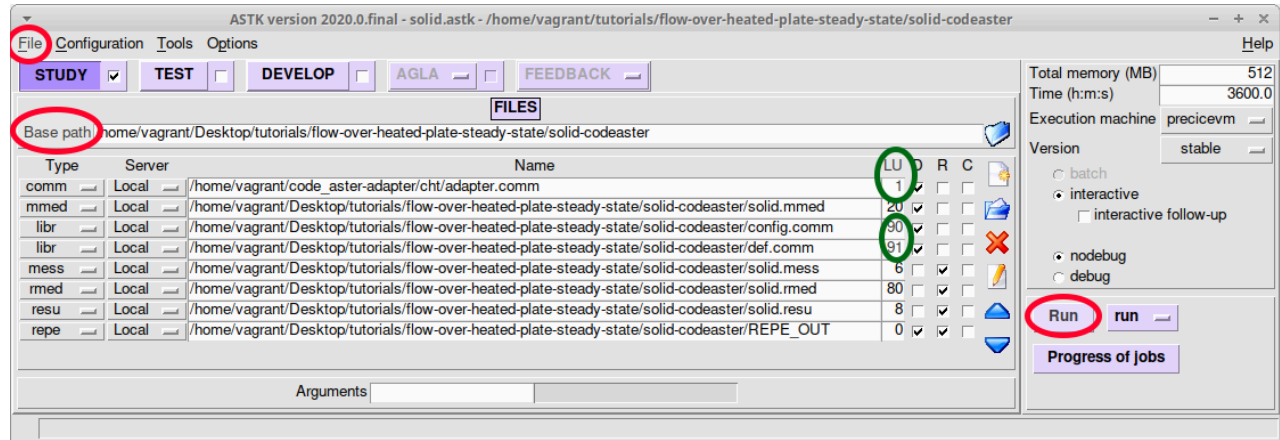 ASTK version 2020.0.final - solid.astk - /home/vagrant/tutorials/flow-over-heated-plate-steady-state/solid-codeaster
File Configuration Tools Options Help
STUDY TEST DEVELOP AGLA FEEDBACK
FILES
Base path home/vagrant/Desktop/tutorials/flow-over-heated-plate-steady-state/solid-codeaster
Type Server Name LU D R C
comm Local /home/vagrant/code_aster-adapter/cht/adapter.comm 1
mmed Local /home/vagrant/Desktop/tutorials/flow-over-heated-plate-steady-state/solid-codeaster/solid.mmed 20
libr Local /home/vagrant/Desktop/tutorials/flow-over-heated-plate-steady-state/solid-codeaster/config.comm 90
libr Local /home/vagrant/Desktop/tutorials/flow-over-heated-plate-steady-state/solid-codeaster/def.comm 91
mess Local /home/vagrant/Desktop/tutorials/flow-over-heated-plate-steady-state/solid-codeaster/solid.mess 6
rmed Local /home/vagrant/Desktop/tutorials/flow-over-heated-plate-steady-state/solid-codeaster/solid.rmed 80
resu Local /home/vagrant/Desktop/tutorials/flow-over-heated-plate-steady-state/solid-codeaster/solid.resu 8
repe Local /home/vagrant/Desktop/tutorials/flow-over-heated-plate-steady-state/solid-codeaster/REPE_OUT 0
Arguments
Total memory (MB) 512
Time (h:m:s) 3600.0
Execution machine precicevm
Version stable
batch
interactive
interactive follow-up
nodebug
debug
Run run
Progress of jobs